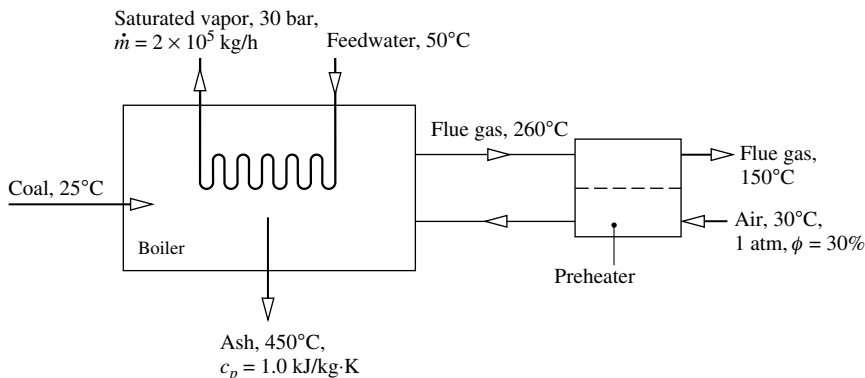 Saturated vapor, 30 bar,
ṁ = 2 × 10⁵ kg/h
Feedwater, 50°C
Flue gas, 260°C
Flue gas,
150°C
Coal, 25°C
Air, 30°C,
1 atm, ϕ = 30%
Boiler
Preheater
Ash, 450°C,
cₚ = 1.0 kJ/kg·K